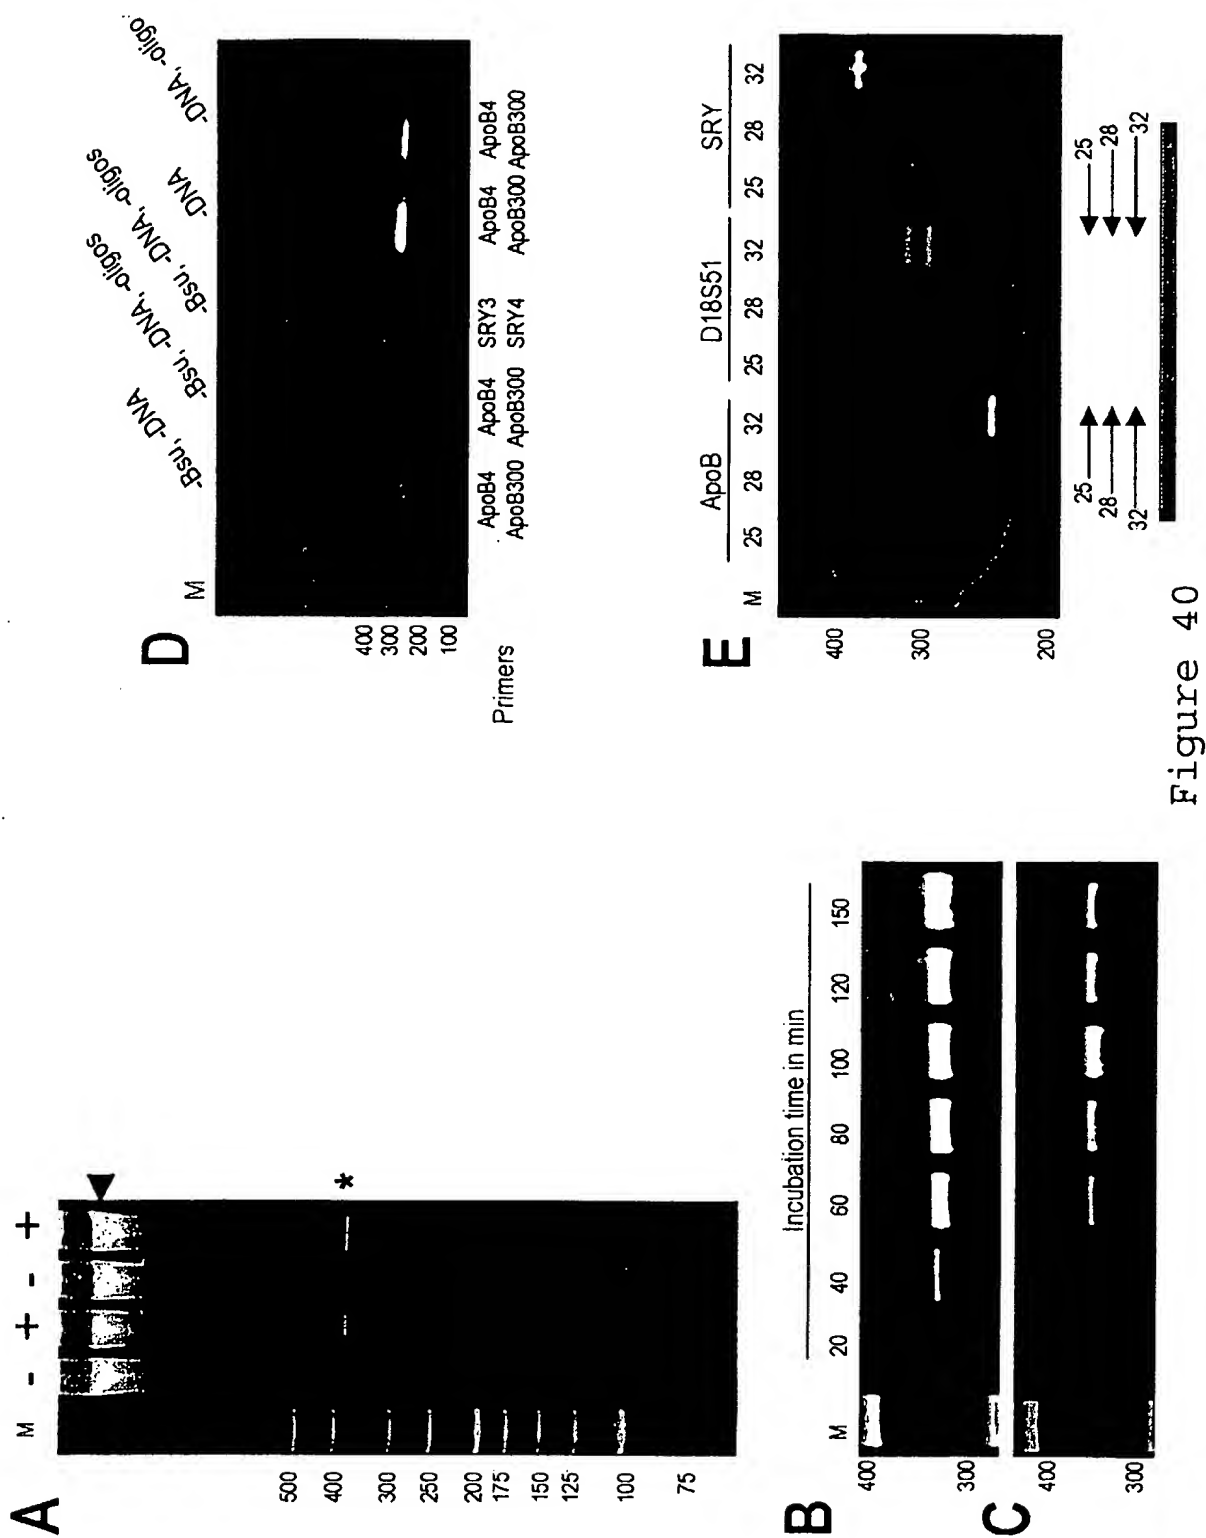 A
M - + - +
*
500
400
300
250
200
175
150
125
100
75
B
Incubation time in min
M 20 40 60 80 100 120 150
400
300
C
400
300
D
M
-Bsu, -DNA
-Bsu, -DNA, -oligos
-Bsu, -DNA, -oligos
-DNA
-DNA, -oligo
400
300
200
100
Primers
ApoB4 ApoB4 SRY3 ApoB4 ApoB4
ApoB300 ApoB300 SRY4 ApoB300 ApoB300
E
ApoB D18S51 SRY
M 25 28 32 25 28 32 25 28 32
400
300
200
25 25
28 28
32 32
Figure 40